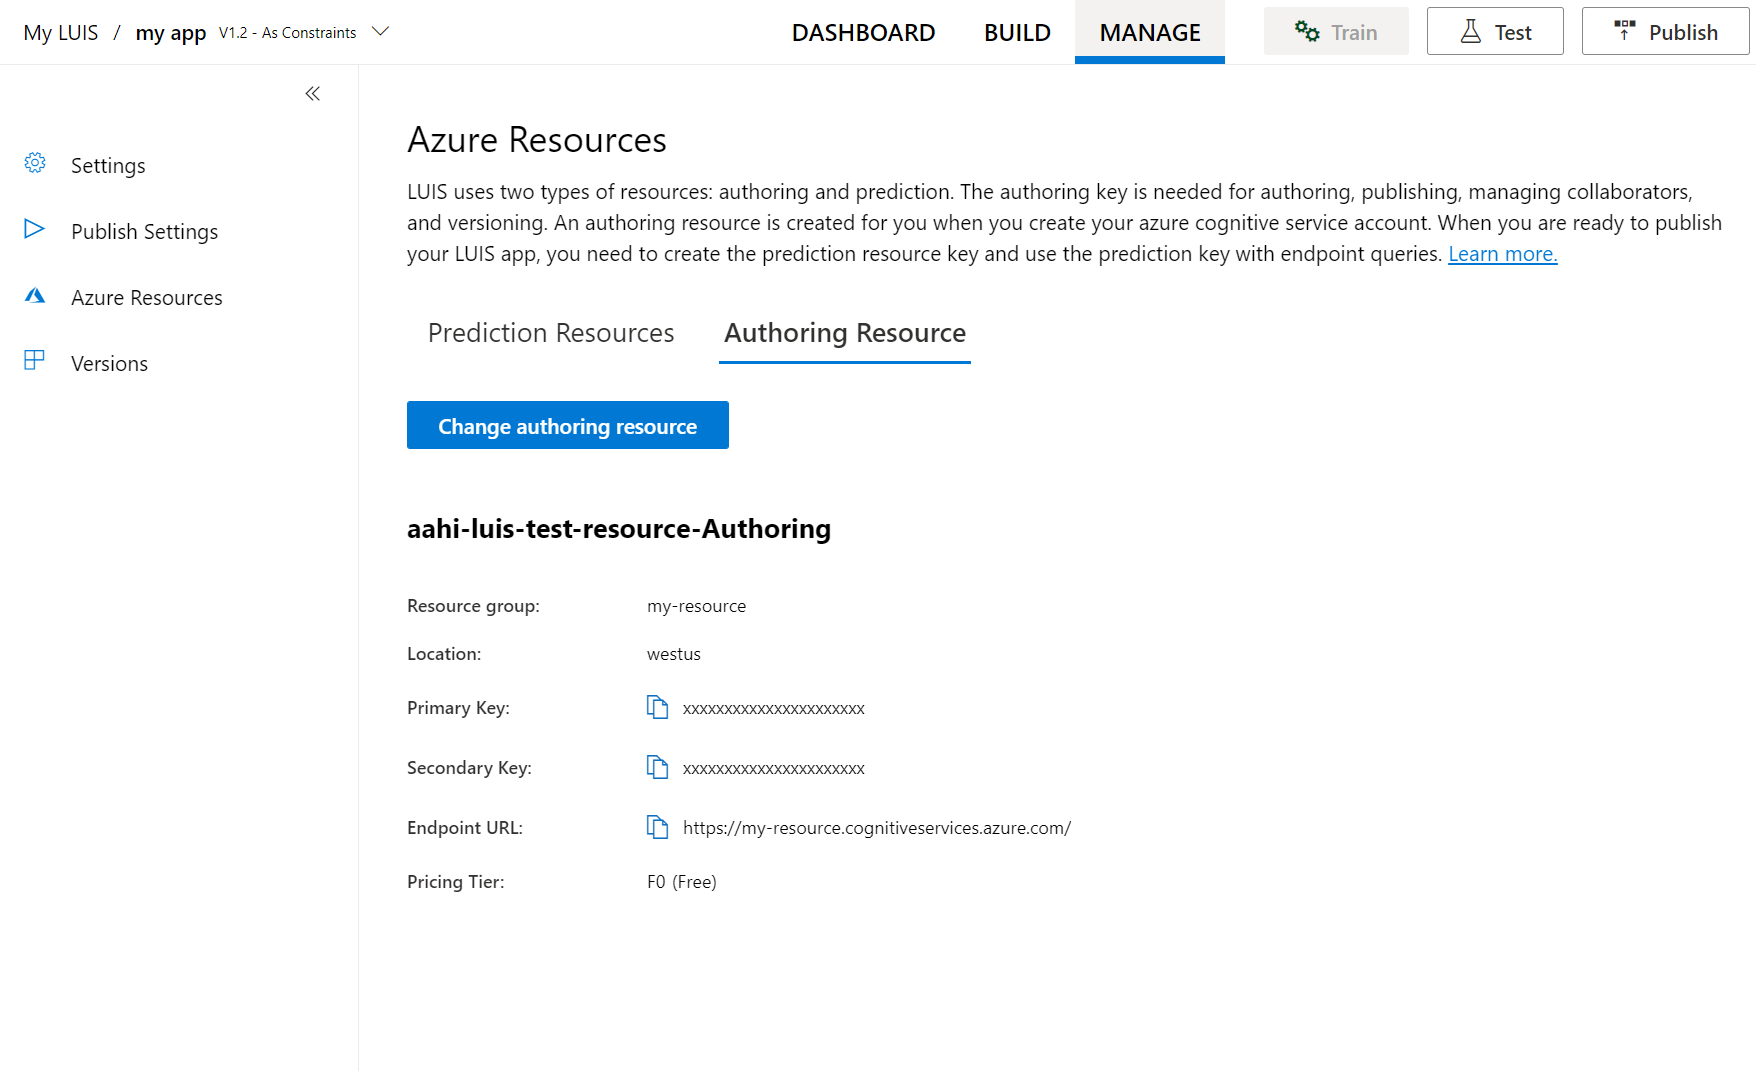 My LUIS / my app V1.2 - As Constraints
DASHBOARD BUILD MANAGE Train Test Publish
Settings
Publish Settings
Azure Resources
Versions
Azure Resources
LUIS uses two types of resources: authoring and prediction. The authoring key is needed for authoring, publishing, managing collaborators,
and versioning. An authoring resource is created for you when you create your azure cognitive service account. When you are ready to publish
your LUIS app, you need to create the prediction resource key and use the prediction key with endpoint queries. Learn more.
Prediction Resources Authoring Resource
Change authoring resource
aahi-luis-test-resource-Authoring
Resource group: my-resource
Location: westus
Primary Key: xxxxxxxxxxxxxxxxxxxxxx
Secondary Key: xxxxxxxxxxxxxxxxxxxxxx
Endpoint URL: https://my-resource.cognitiveservices.azure.com/
Pricing Tier: F0 (Free)